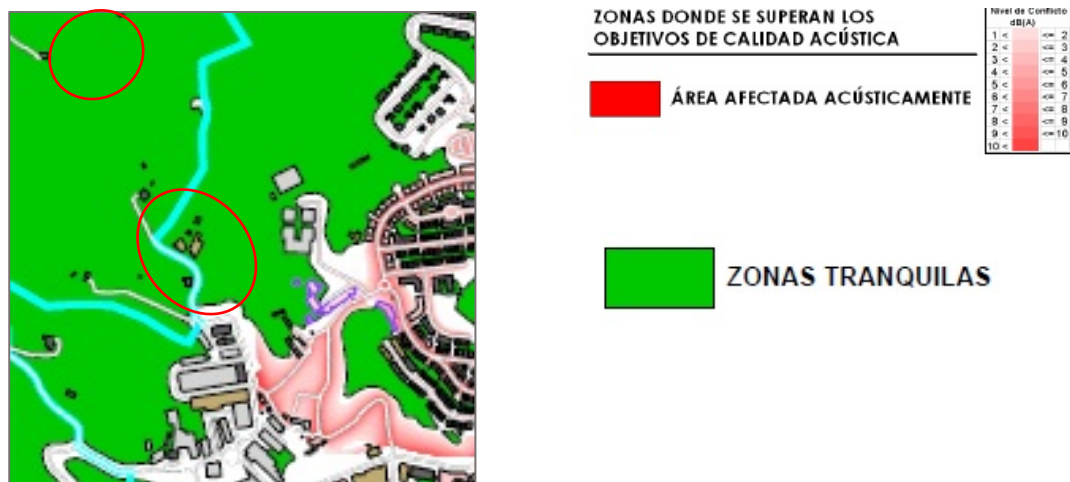 ZONAS DONDE SE SUPERAN LOS
OBJETIVOS DE CALIDAD ACÚSTICA
ÁREA AFECTADA ACÚSTICAMENTE
Nivel de Conflicto
dB(A)
1 < <= 2
2 < <= 3
3 < <= 4
4 < <= 5
5 < <= 6
6 < <= 7
7 < <= 8
8 < <= 9
9 < <= 10
10 <
ZONAS TRANQUILAS